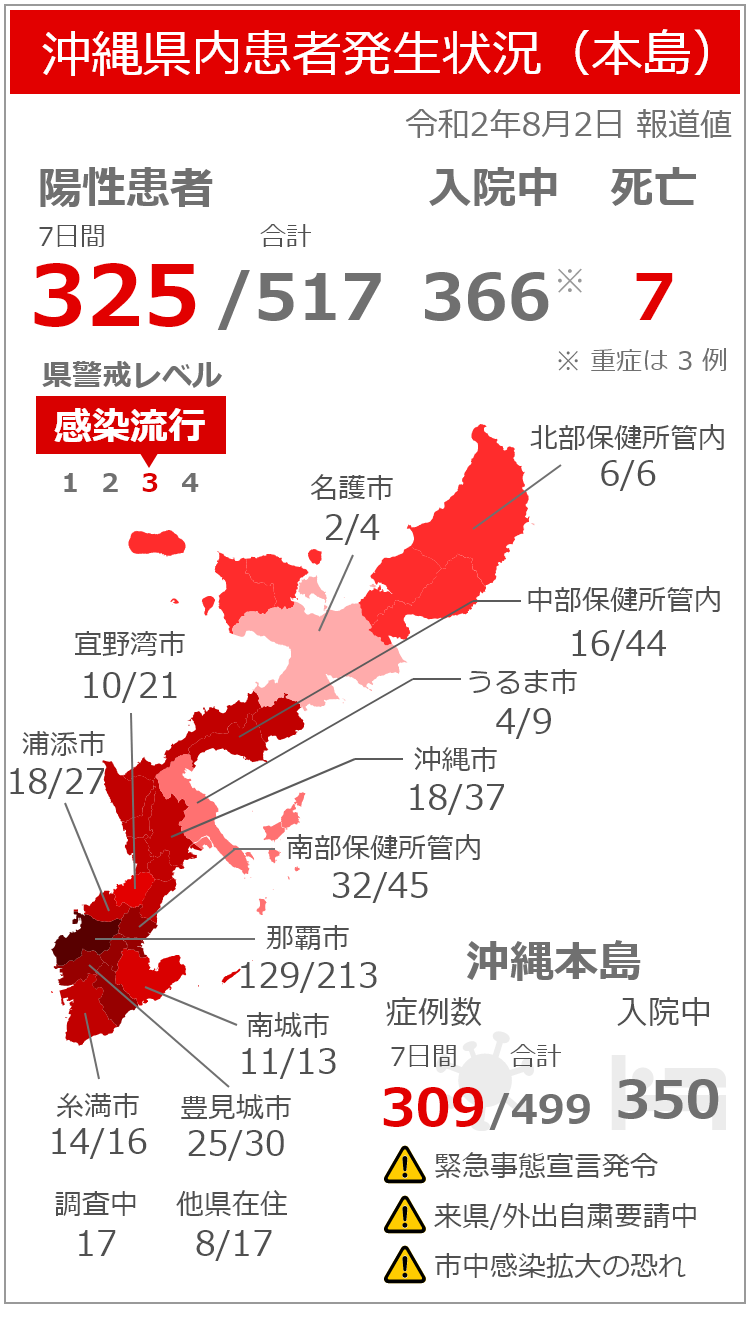 沖縄県内患者発生状況（本島）
令和2年8月2日 報道値
陽性患者 入院中 死亡
7日間 合計
325/517 366※ 7
※ 重症は 3 例
県警戒レベル
感染流行
1 2 3 4
北部保健所管内
6/6
名護市
2/4
中部保健所管内
16/44
宜野湾市
10/21
うるま市
4/9
浦添市
18/27
沖縄市
18/37
南部保健所管内
32/45
那覇市
129/213
南城市
11/13
糸満市
14/16
豊見城市
25/30
調査中
17
他県在住
8/17
沖縄本島
症例数 入院中
7日間 合計
309/499 350
緊急事態宣言発令
来県/外出自粛要請中
市中感染拡大の恐れ